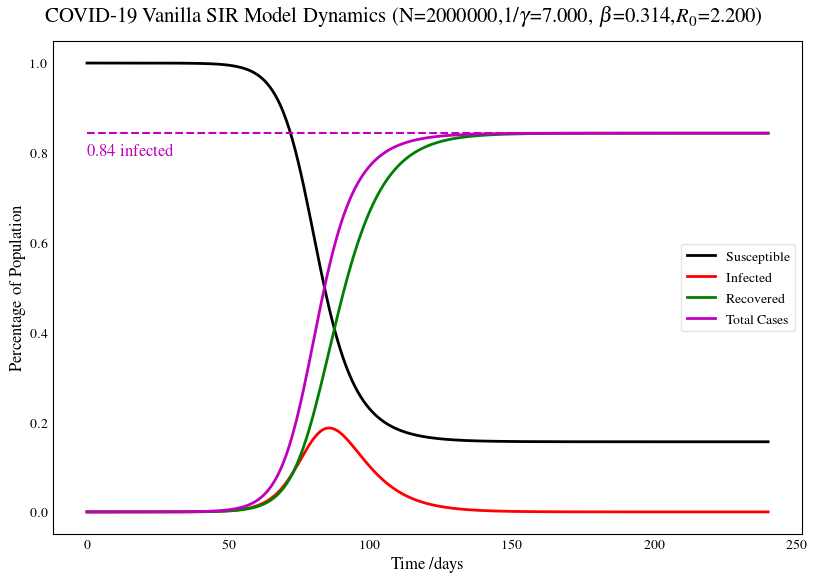 COVID-19 Vanilla SIR Model Dynamics (N=2000000,1/γ=7.000, β=0.314,R₀=2.200)
1.0
0.84 infected
0.8
0.6
0.4
0.2
0.0
Percentage of Population
Susceptible
Infected
Recovered
Total Cases
0 50 100 150 200 250
Time /days